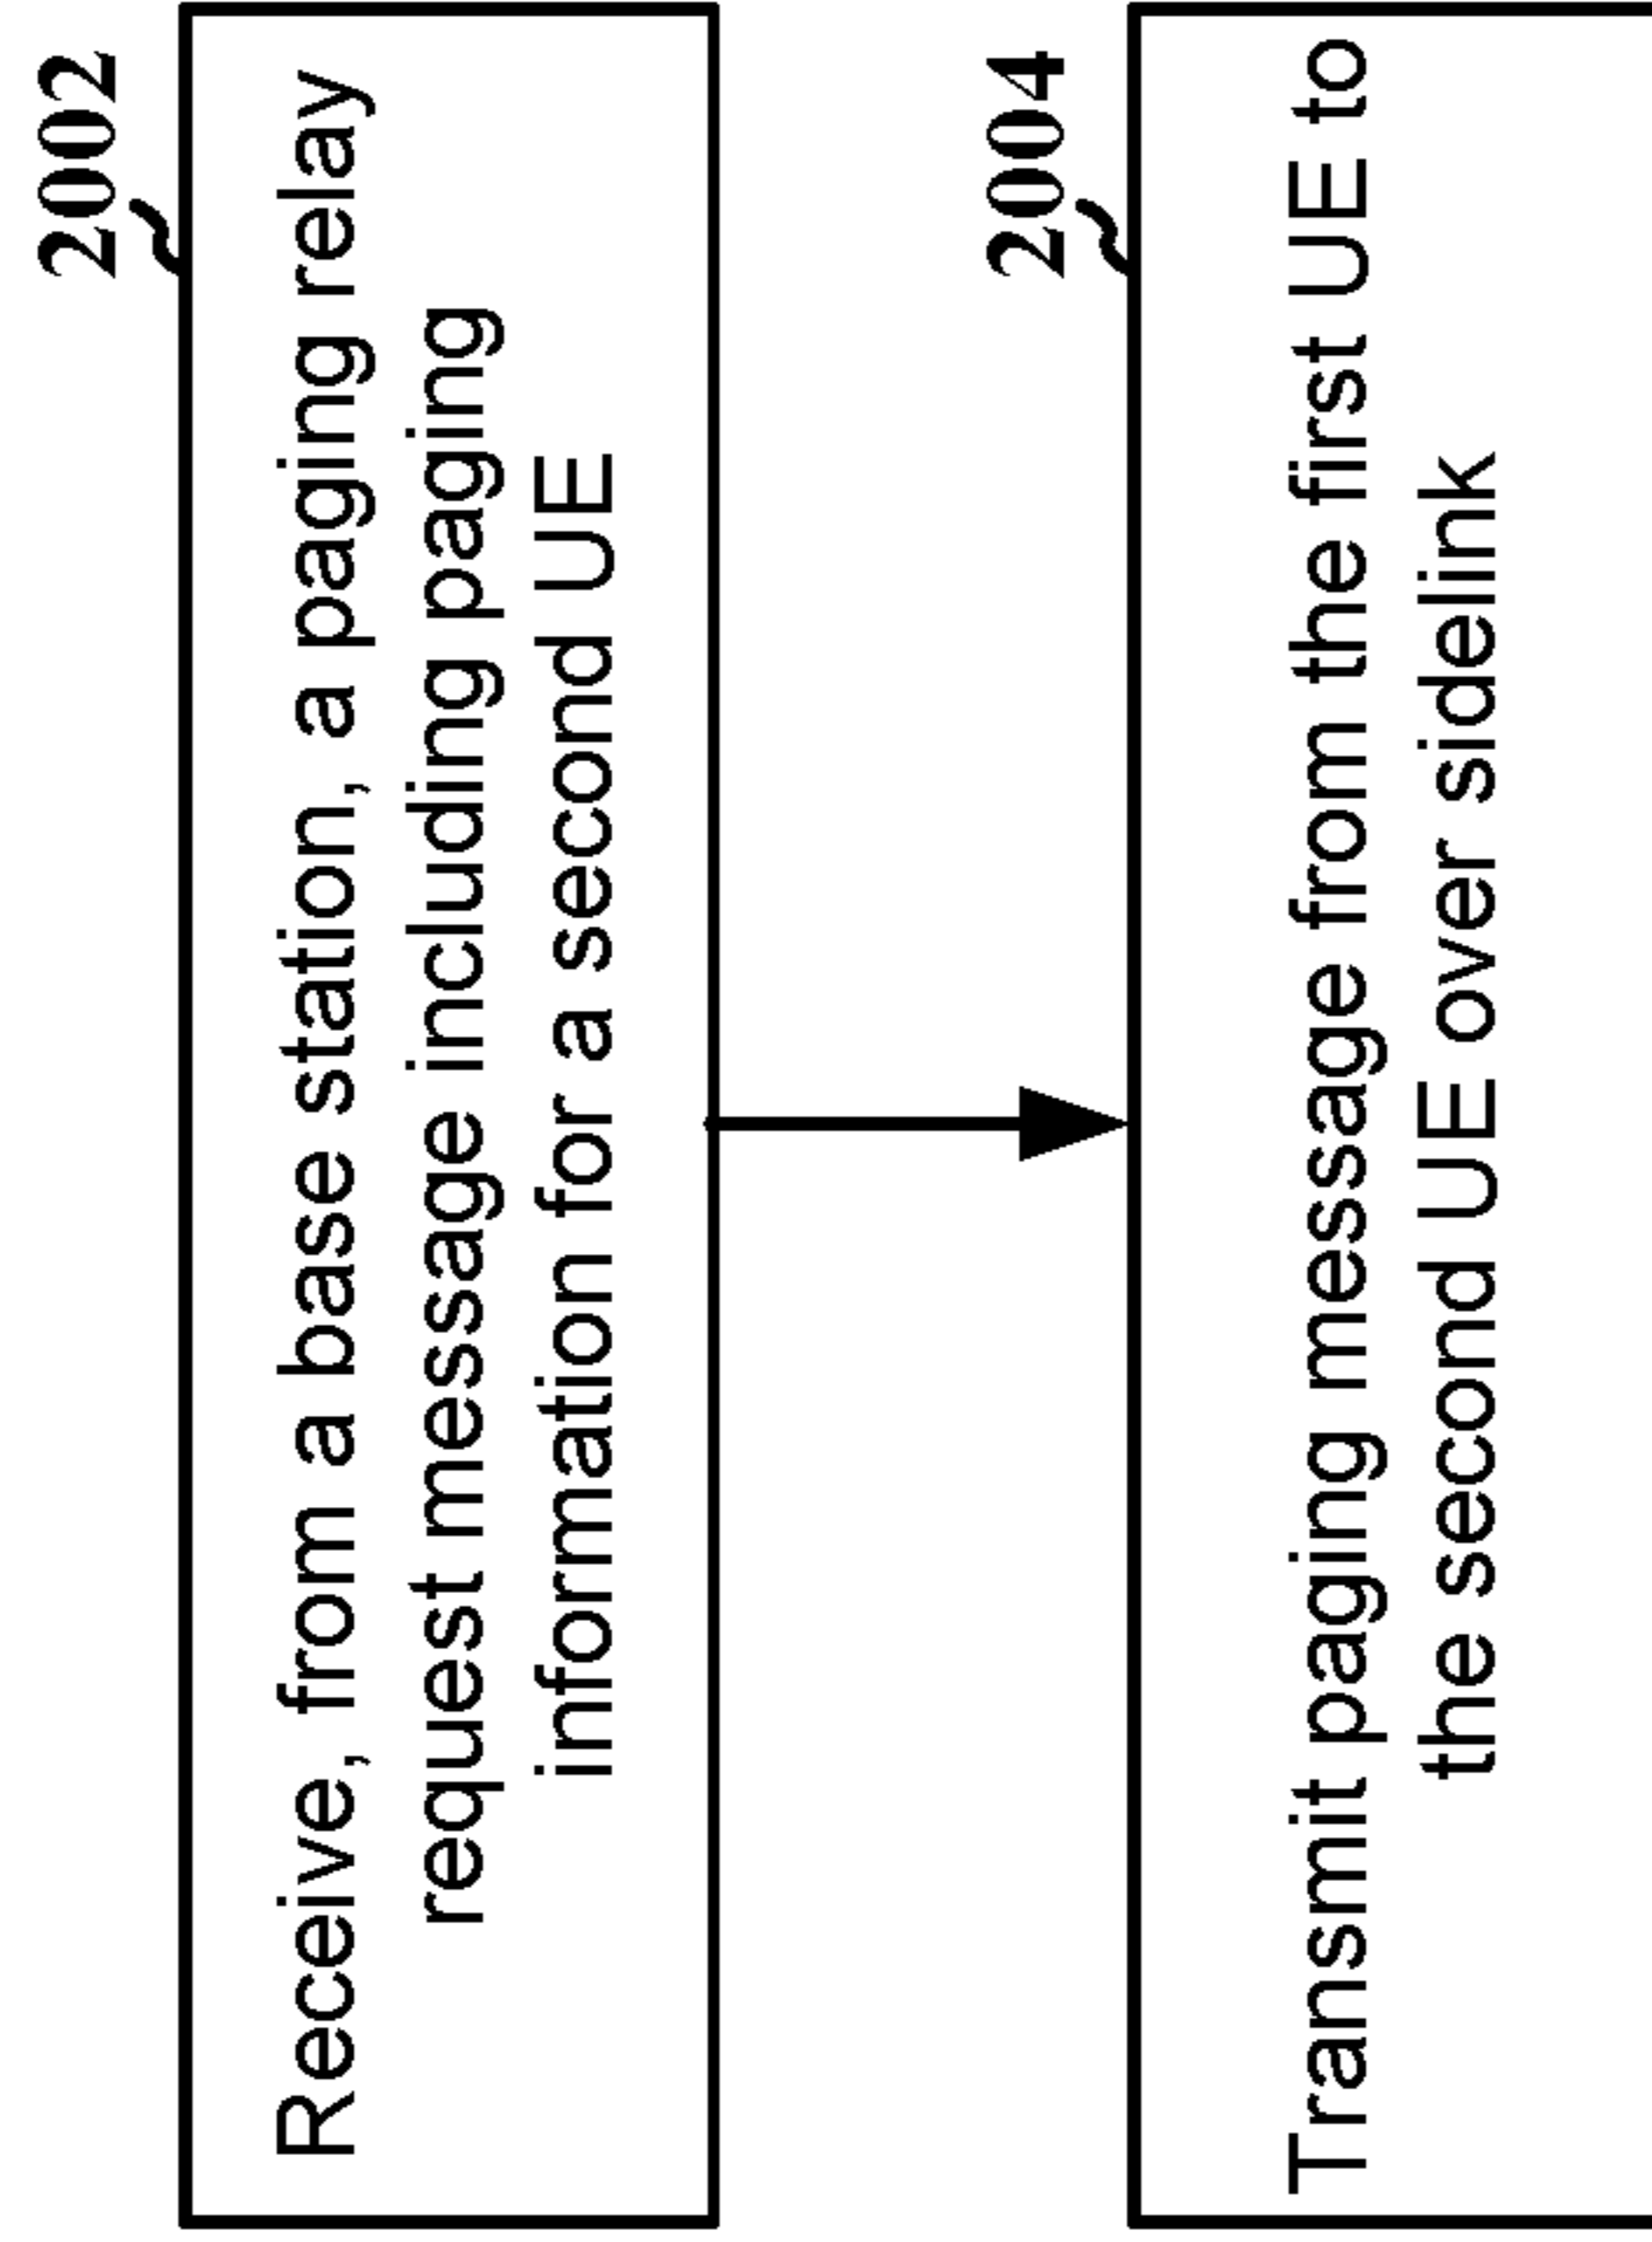 2002
Receive, from a base station, a paging relay
request message including paging
information for a second UE
2004
Transmit paging message from the first UE to
the second UE over sidelink